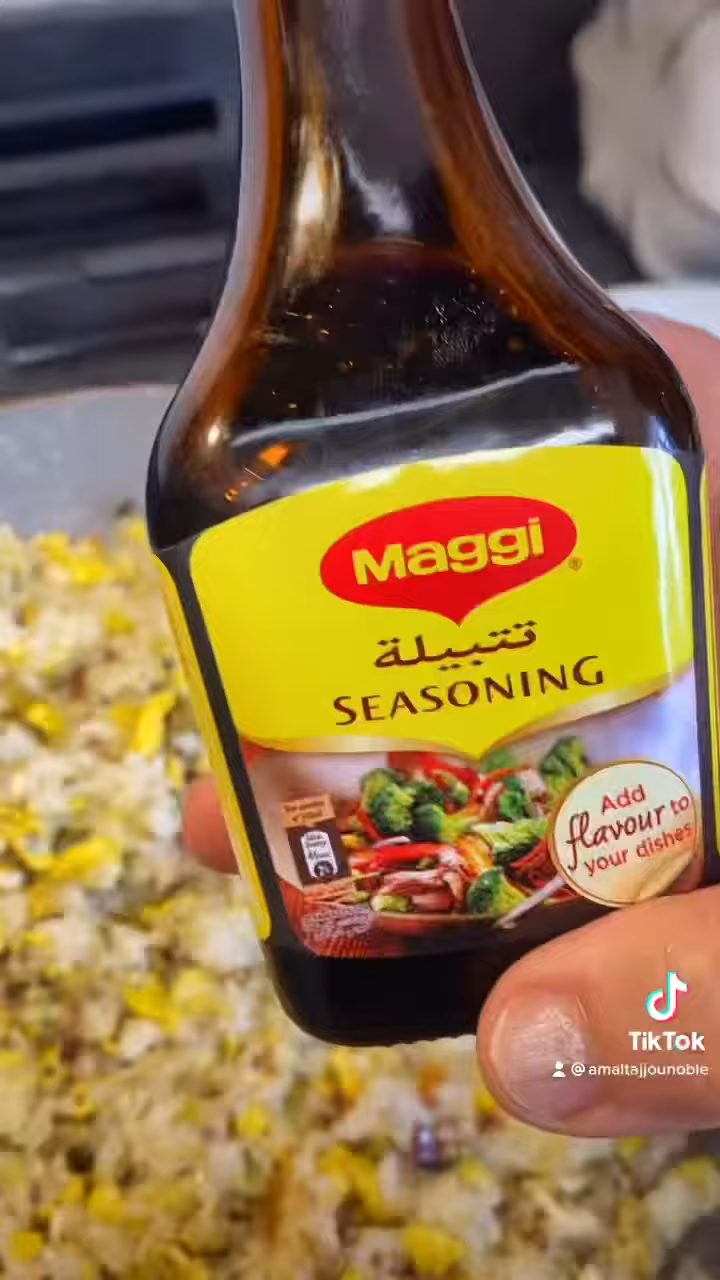 Maggi
®
تتبيلة
SEASONING
Add
flavour to
your dishes
TikTok
@amaltajjounoble